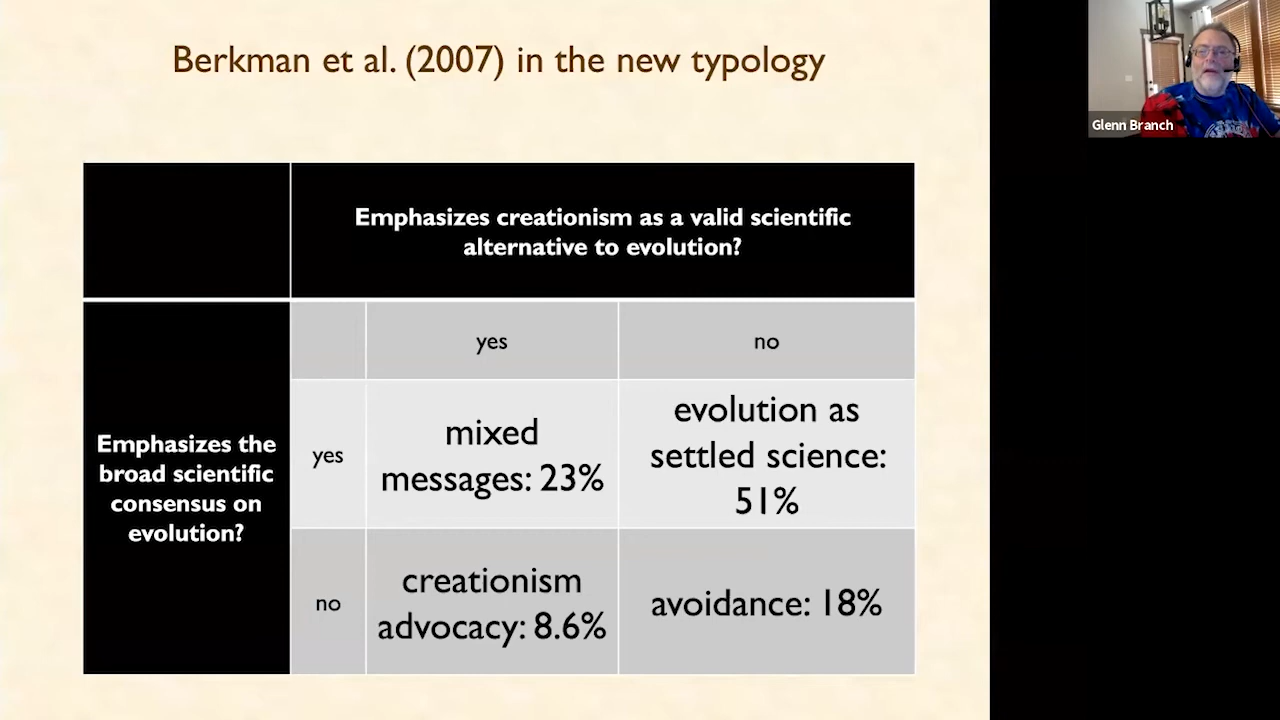 Berkman et al. (2007) in the new typology
Glenn Branch
Emphasizes creationism as a valid scientific
alternative to evolution?
yes
no
Emphasizes the
broad scientific
consensus on
evolution?
yes
mixed
messages: 23%
evolution as
settled science:
51%
no
creationism
advocacy: 8.6%
avoidance: 18%